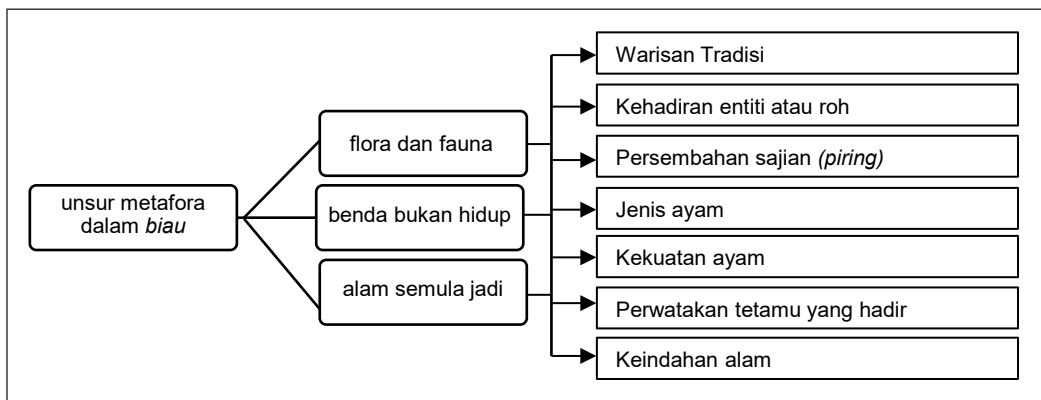 unsur metafora
dalam biau
flora dan fauna
benda bukan hidup
alam semula jadi
Warisan Tradisi
Kehadiran entiti atau roh
Persembahan sajian (piring)
Jenis ayam
Kekuatan ayam
Perwatakan tetamu yang hadir
Keindahan alam